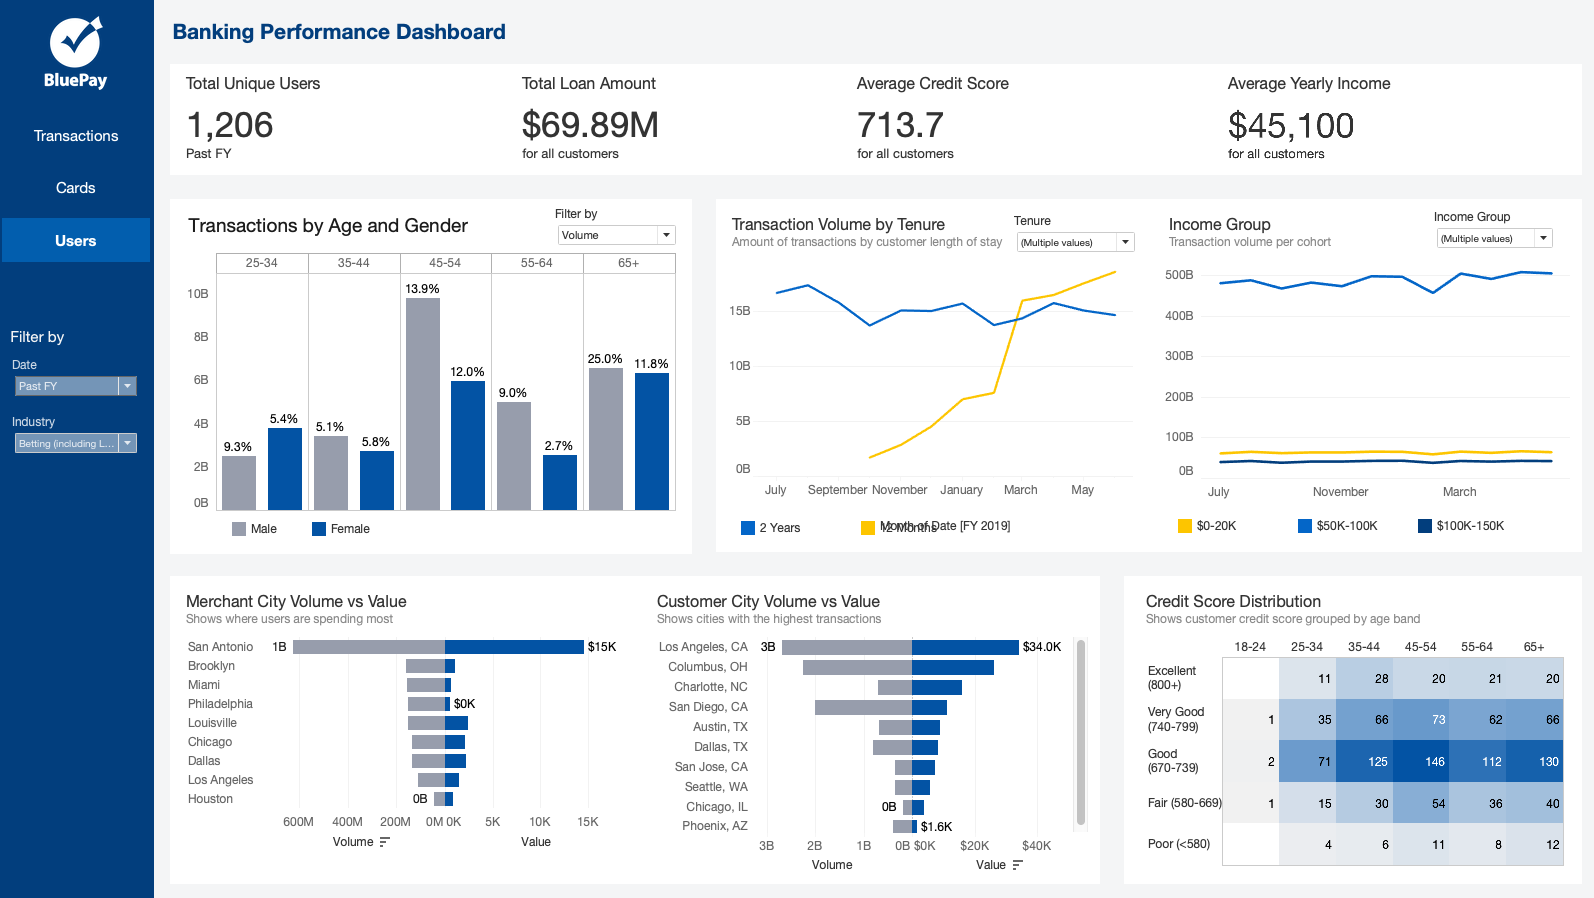 BluePay
Transactions
Cards
Users
Filter by
Date
Past FY
Industry
Betting (including L...
Banking Performance Dashboard
Total Unique Users
1,206
Past FY
Total Loan Amount
$69.89M
for all customers
Average Credit Score
713.7
for all customers
Average Yearly Income
$45,100
for all customers
Transactions by Age and Gender
Filter by
Volume
25-34 35-44 45-54 55-64 65+
10B
8B
6B
4B
2B
0B
9.3% 5.4% 5.1% 5.8% 13.9% 12.0% 9.0% 2.7% 25.0% 11.8%
Male Female
Transaction Volume by Tenure
Amount of transactions by customer length of stay
Tenure
(Multiple values)
15B
10B
5B
0B
July September November January March May
2 Years 12 Months
Month of Date [FY 2019]
Income Group
Transaction volume per cohort
Income Group
(Multiple values)
500B
400B
300B
200B
100B
0B
July November March
$0-20K $50K-100K $100K-150K
Merchant City Volume vs Value
Shows where users are spending most
San Antonio 1B $15K
Brooklyn
Miami
Philadelphia $0K
Louisville
Chicago
Dallas
Los Angeles
Houston 0B
600M 400M 200M 0M 0K 5K 10K 15K
Volume Value
Customer City Volume vs Value
Shows cities with the highest transactions
Los Angeles, CA 3B $34.0K
Columbus, OH
Charlotte, NC
San Diego, CA
Austin, TX
Dallas, TX
San Jose, CA
Seattle, WA
Chicago, IL 0B
Phoenix, AZ $1.6K
3B 2B 1B 0B $0K $20K $40K
Volume Value
Credit Score Distribution
Shows customer credit score grouped by age band
18-24 25-34 35-44 45-54 55-64 65+
Excellent
(800+) 11 28 20 21 20
Very Good
(740-799) 1 35 66 73 62 66
Good
(670-739) 2 71 125 146 112 130
Fair (580-669) 1 15 30 54 36 40
Poor (<580) 4 6 11 8 12